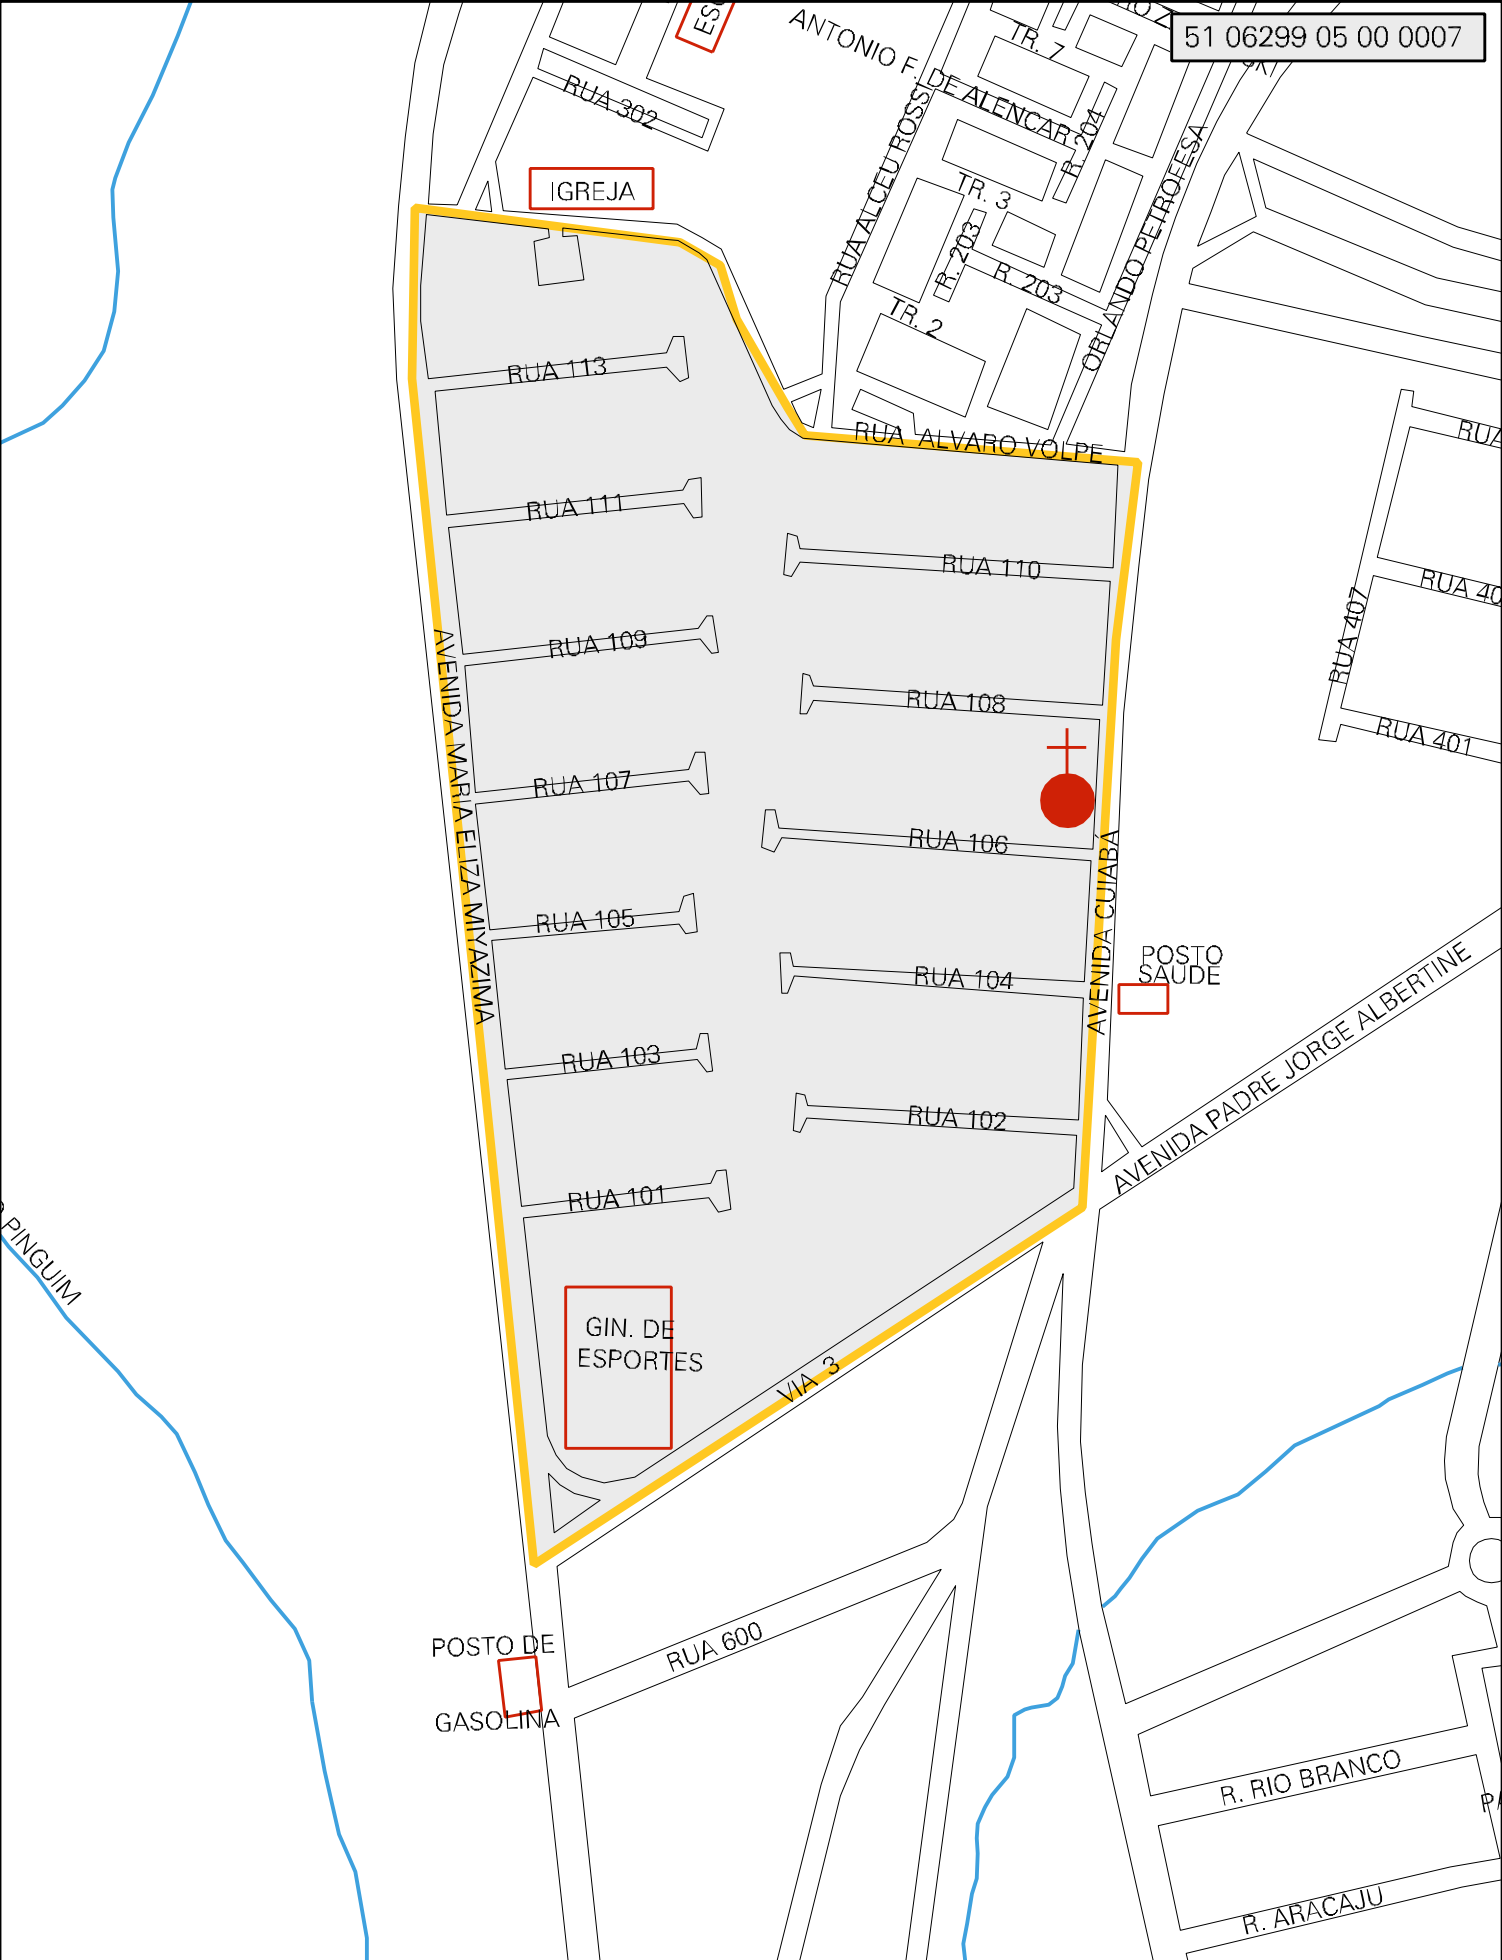 51 06299 05 00 0007
ANTONIO F. DE ALENCAR
TR. 7
RUA 302
R. 204
RUA ALCEU ROSSI
IGREJA
TR. 3
ORLANDO PETROFESA
R. 203
R. 203
TR. 2
RUA 113
RUA ALVARO VOLPE
RUA
RUA 111
RUA 110
RUA 40
RUA 407
RUA 109
RUA 108
RUA 401
AVENIDA MARIA ELIZA MIYAZIMA
RUA 107
RUA 106
AVENIDA CUIABÁ
RUA 105
RUA 104
POSTO
SAUDE
AVENIDA PADRE JORGE ALBERTINE
RUA 103
RUA 102
RUA 101
PINGUIM
GIN. DE
ESPORTES
VIA 3
POSTO DE
GASOLINA
RUA 600
R. RIO BRANCO
R. ARACAJU